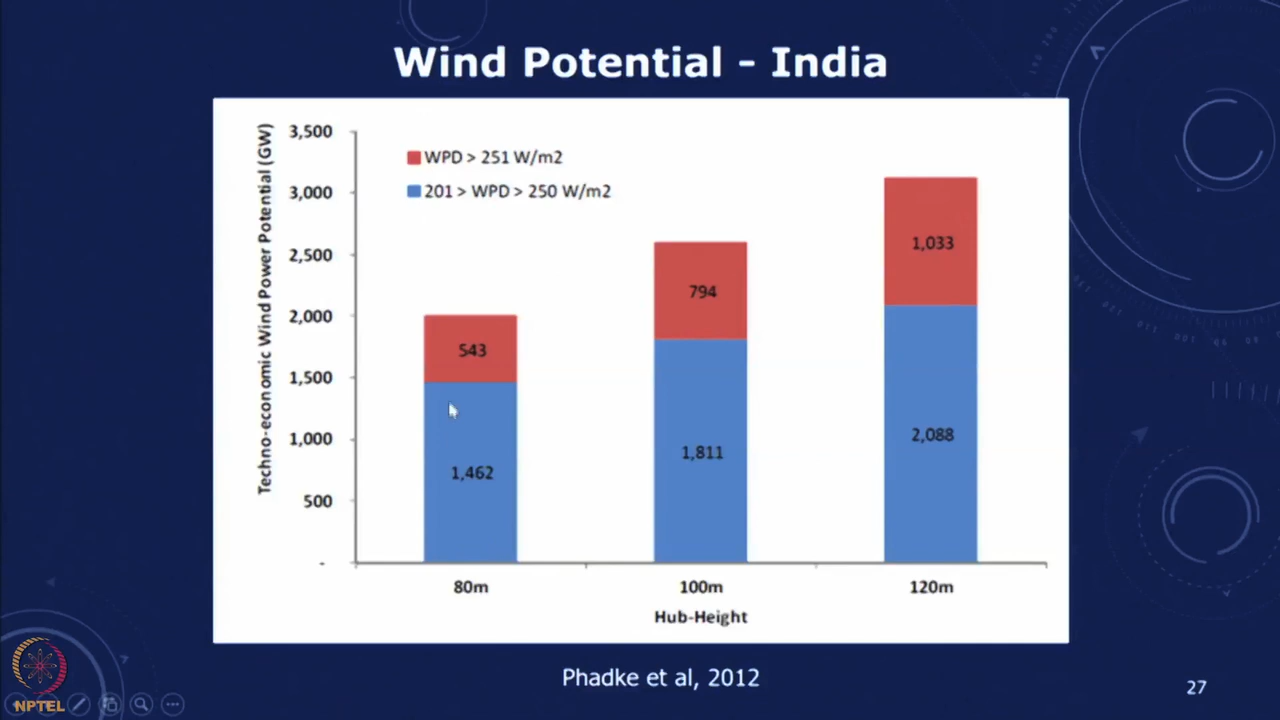 Wind Potential - India
Techno-economic Wind Power Potential (GW)
3,500
3,000
2,500
2,000
1,500
1,000
500
-
WPD > 251 W/m2
201 > WPD > 250 W/m2
543
1,462
794
1,811
1,033
2,088
80m
100m
120m
Hub-Height
Phadke et al, 2012
27
NPTEL